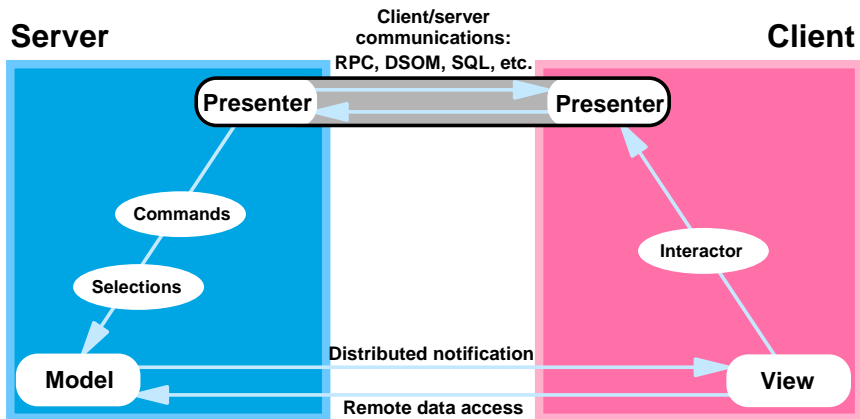 Server
Client/server
communications:
RPC, DSOM, SQL, etc.
Client
Presenter
Presenter
Commands
Interactor
Selections
Distributed notification
Model
View
Remote data access